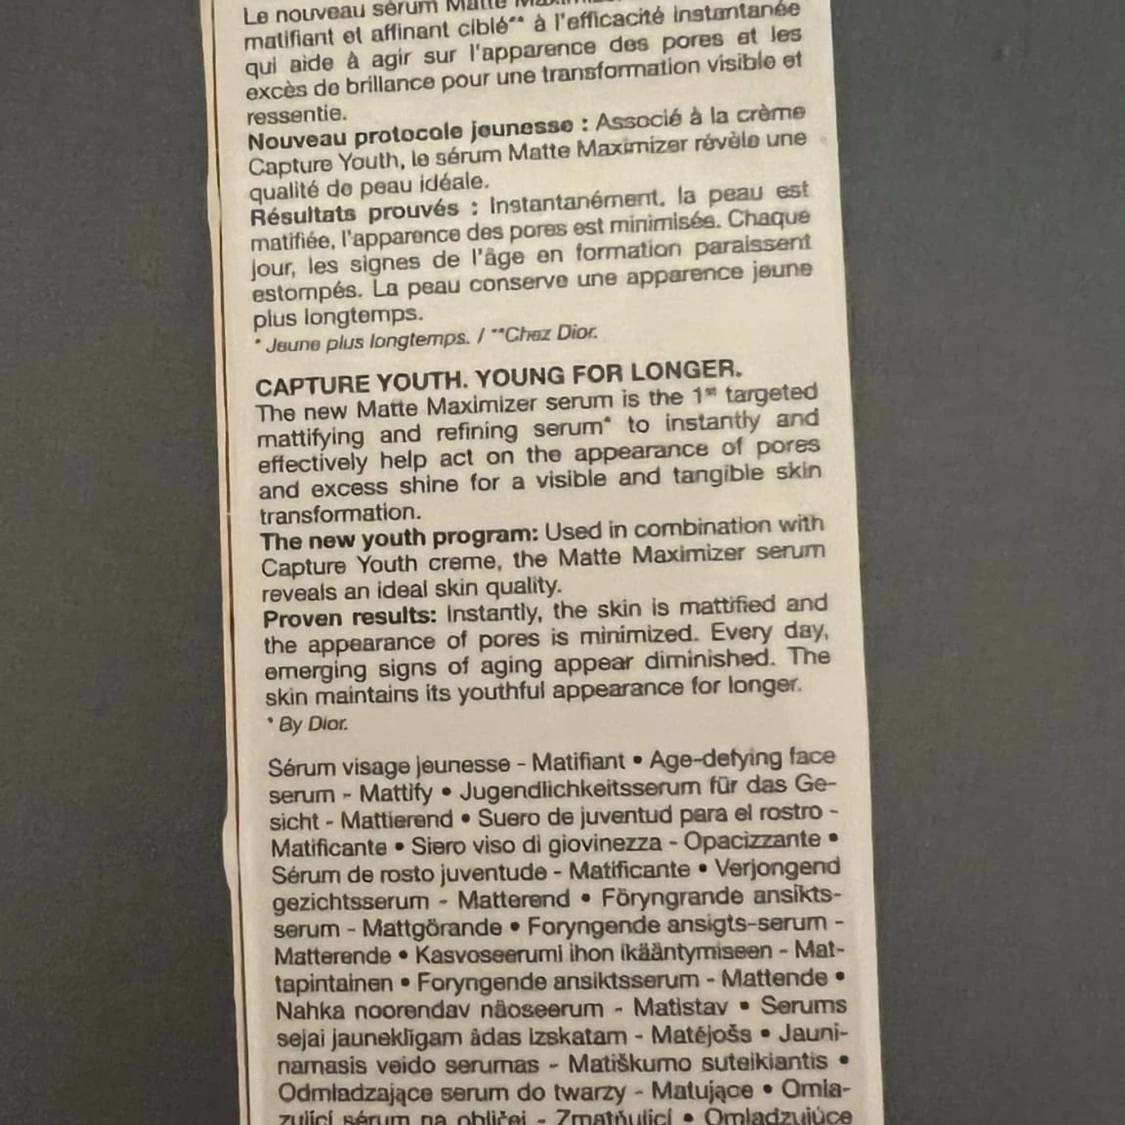 Le nouveau sérum Matte
matifiant et affinant ciblé** à l'efficacité instantanée
qui aide à agir sur l'apparence des pores et les
excès de brillance pour une transformation visible et
ressentie.
Nouveau protocole jeunesse : Associé à la crème
Capture Youth, le sérum Matte Maximizer révèle une
qualité de peau idéale.
Résultats prouvés : Instantanément, la peau est
matifiée, l'apparence des pores est minimisée. Chaque
jour, les signes de l'âge en formation paraissent
estompés. La peau conserve une apparence jeune
plus longtemps.
* Jeune plus longtemps. / **Chez Dior.
CAPTURE YOUTH. YOUNG FOR LONGER.
The new Matte Maximizer serum is the 1st targeted
mattifying and refining serum* to instantly and
effectively help act on the appearance of pores
and excess shine for a visible and tangible skin
transformation.
The new youth program: Used in combination with
Capture Youth creme, the Matte Maximizer serum
reveals an ideal skin quality.
Proven results: Instantly, the skin is mattified and
the appearance of pores is minimized. Every day,
emerging signs of aging appear diminished. The
skin maintains its youthful appearance for longer.
* By Dior.
Sérum visage jeunesse - Matifiant • Age-defying face
serum - Mattify • Jugendlichkeitsserum für das Ge-
sicht - Mattierend • Suero de juventud para el rostro -
Matificante • Siero viso di giovinezza - Opacizzante •
Sérum de rosto juventude - Matificante • Verjongend
gezichtsserum - Matterend • Föryngrande ansikts-
serum - Mattgörande • Foryngende ansigts-serum -
Matterende • Kasvoseerumi ihon ikääntymiseen - Mat-
tapintainen • Foryngende ansiktsserum - Mattende •
Nahka noorendav näoseerum - Matistav • Serums
sejai jauneklīgam ādas izskatam - Matējošs • Jauni-
namasis veido serumas - Matiškumo suteikiantis •
Odmładzające serum do twarzy - Matujące • Omla-
zující sérum na obličej - Zmatňující • Omladzujúce